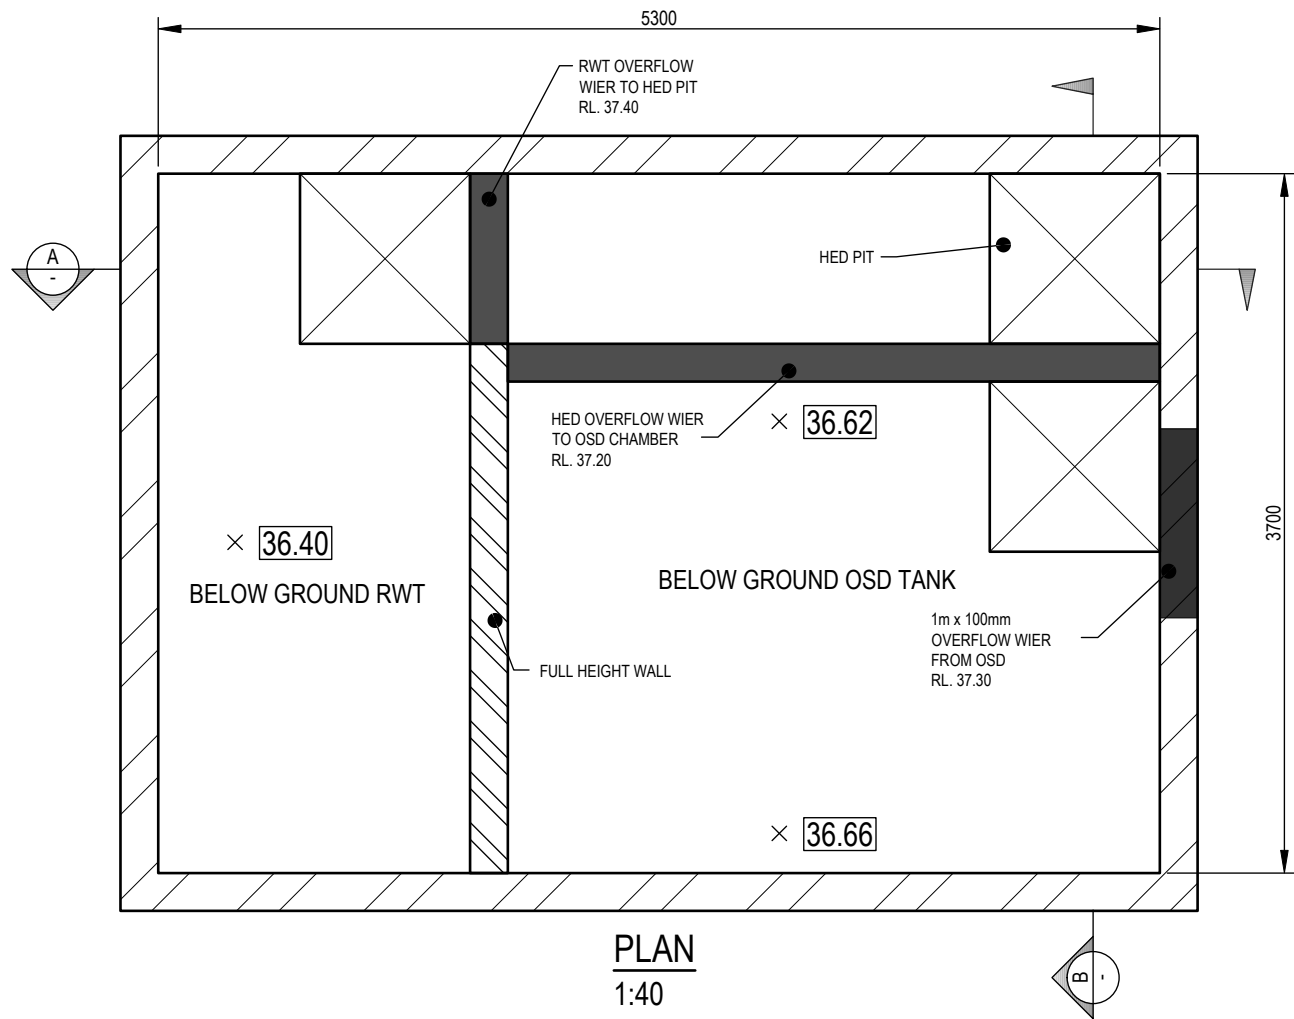 5300
RWT OVERFLOW
WIER TO HED PIT
RL. 37.40
A
-
HED PIT
HED OVERFLOW WIER
TO OSD CHAMBER
RL. 37.20
36.62
36.40
BELOW GROUND RWT
BELOW GROUND OSD TANK
3700
1m x 100mm
OVERFLOW WIER
FROM OSD
RL. 37.30
FULL HEIGHT WALL
36.66
PLAN
1:40
B
-